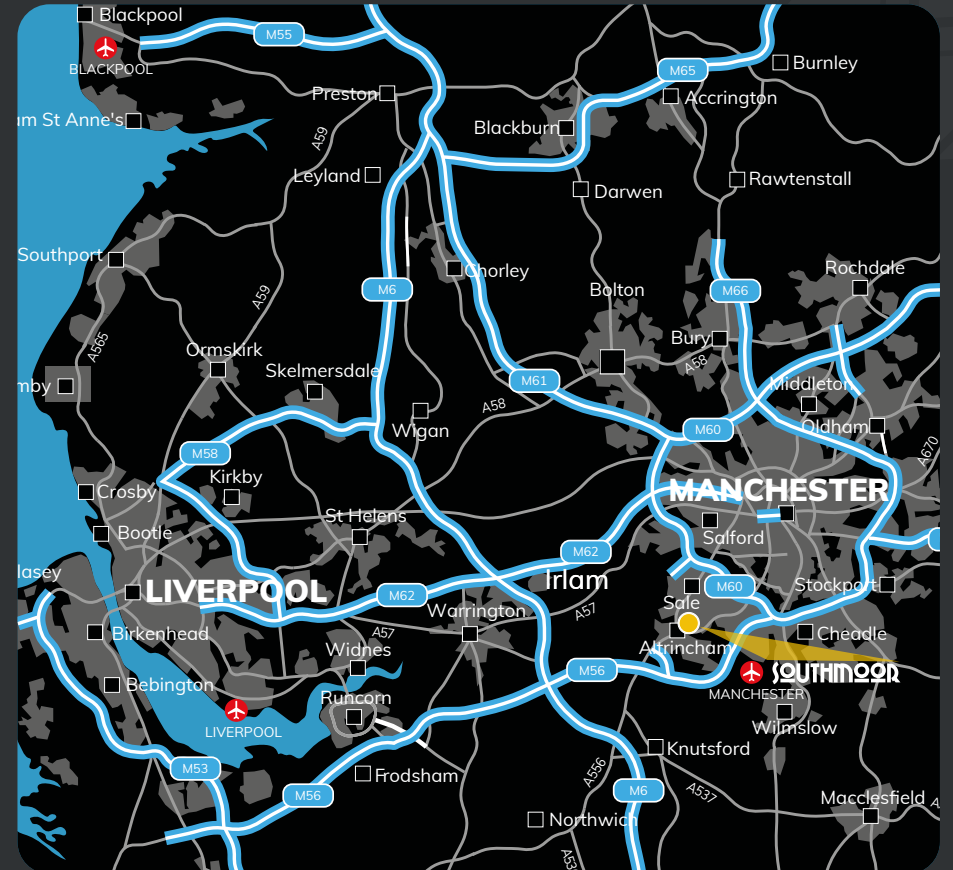 Blackpool
M55
BLACKPOOL
M65
Burnley
Preston
Accrington
am St Anne's
A59
Blackburn
Leyland
Darwen
Rawtenstall
Southport
Chorley
Rochdale
M6
Bolton
M66
A59
A565
Ormskirk
Bury
A58
Skelmersdale
M61
mby
Middleton
A58
Wigan
M60
Oldham
M58
A670
Kirkby
Crosby
MANCHESTER
St Helens
Bootle
Salford
M62
lasey
Irlam
LIVERPOOL
M62
M60
Stockport
Warrington
A57
Sale
Birkenhead
A57
Cheadle
Widnes
Altrincham
M56
SOUTHMOOR
Bebington
MANCHESTER
Runcorn
LIVERPOOL
Wilmslow
Knutsford
M53
A556
Frodsham
M56
M6
A537
Macclesfield
Northwich
A53